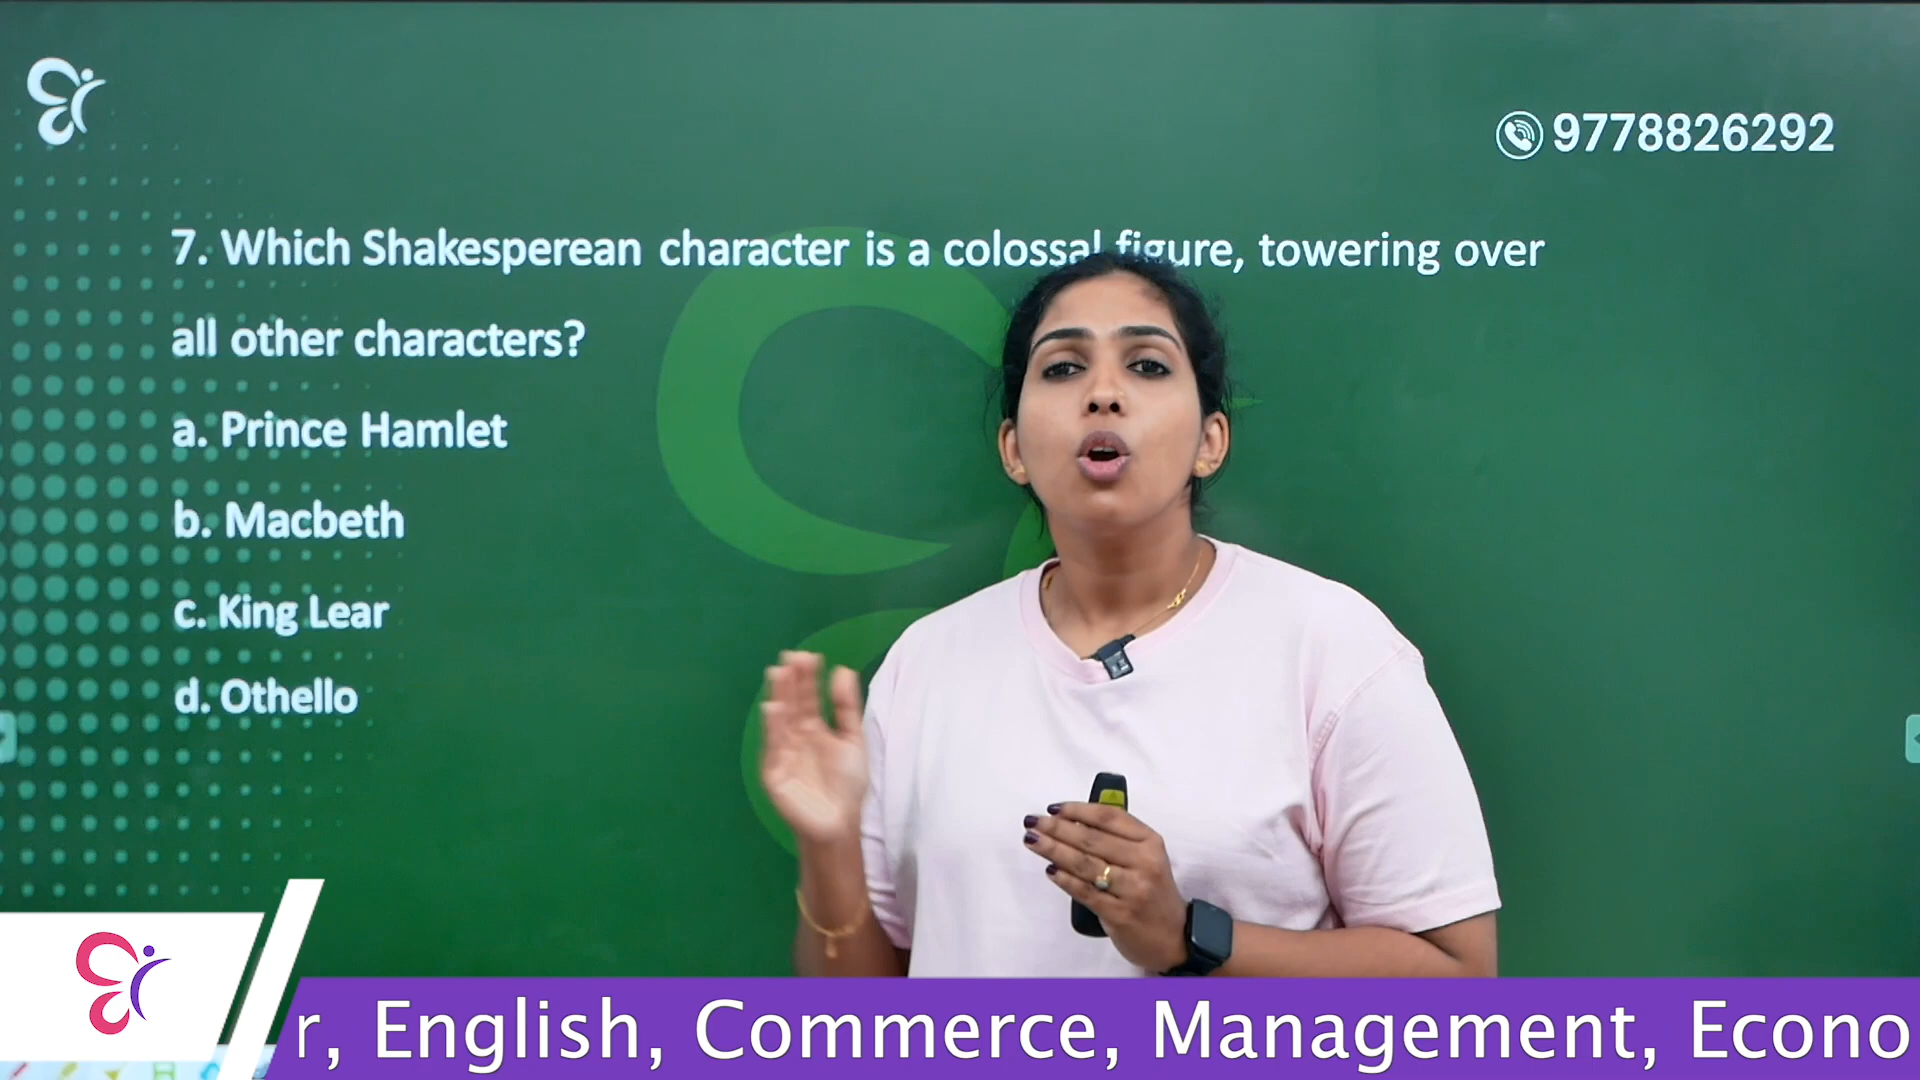 9778826292
7. Which Shakesperean character is a colossal figure, towering over
all other characters?
a. Prince Hamlet
b. Macbeth
c. King Lear
d. Othello
r, English, Commerce, Management, Econo